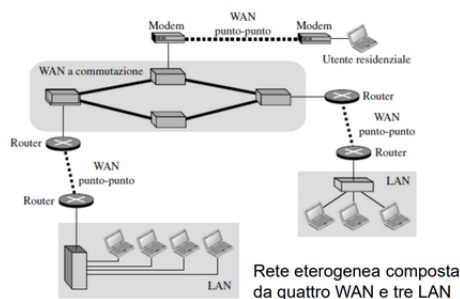 Modem
WAN
punto-punto
Modem
Utente residenziale
WAN a commutazione
Router
WAN
punto-punto
Router
LAN
Router
WAN
punto-punto
Router
LAN
Rete eterogenea composta
da quattro WAN e tre LAN